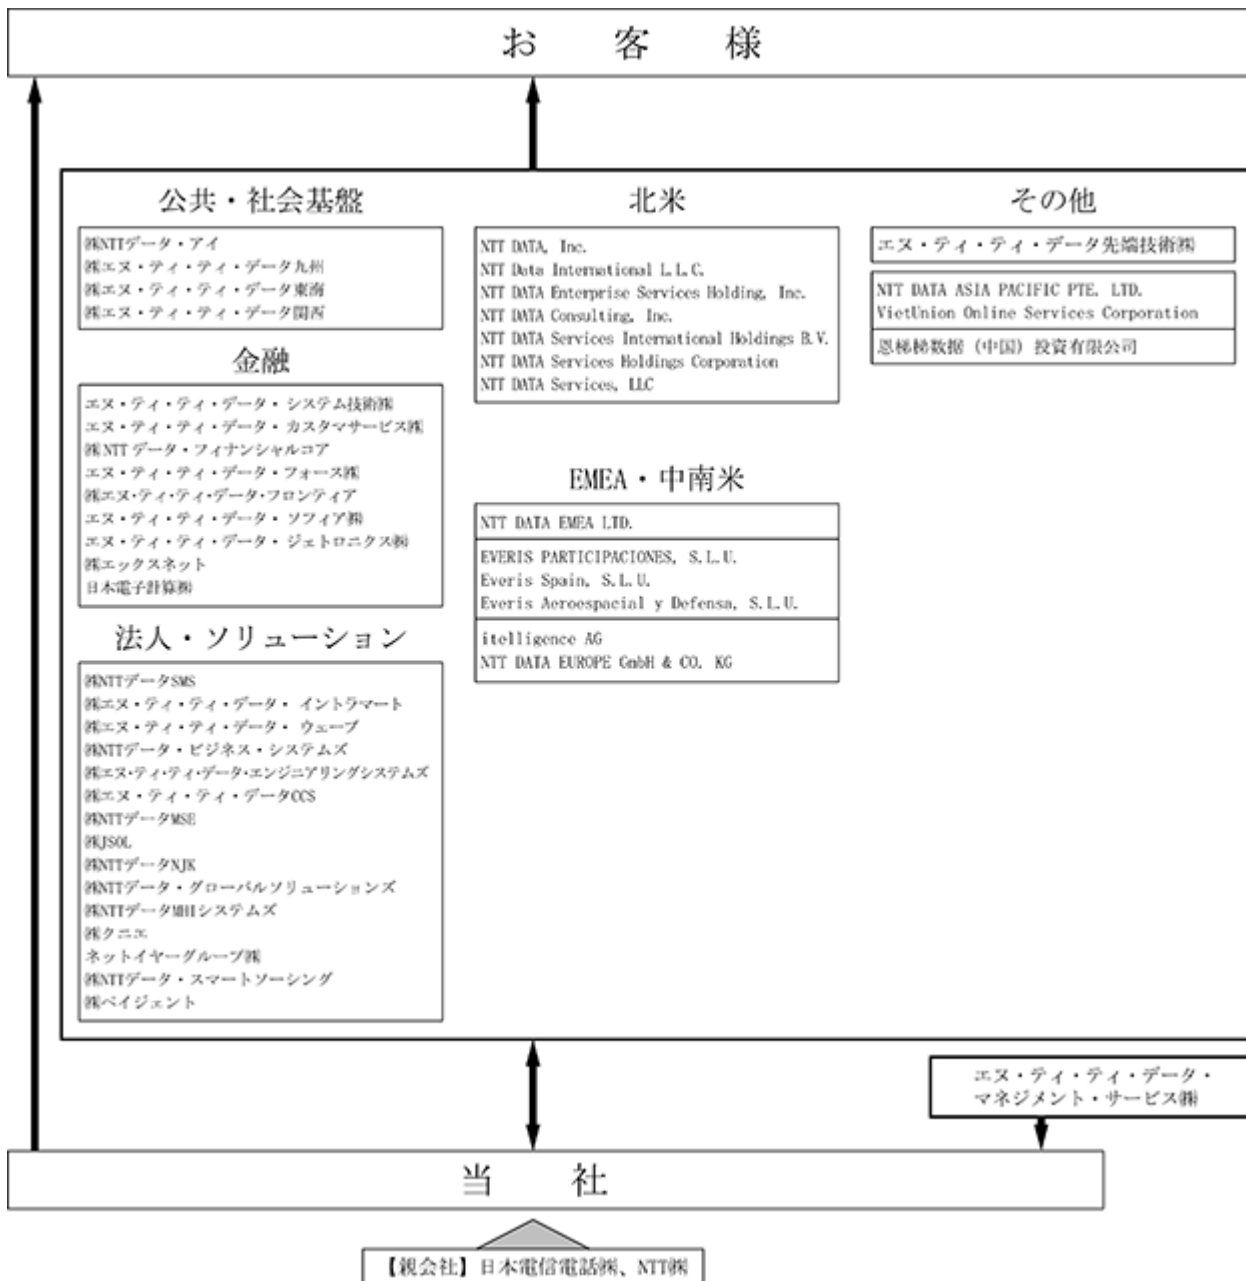 お 客 様
公共・社会基盤
㈱NTTデータ・アイ
㈱エヌ・ティ・ティ・データ九州
㈱エヌ・ティ・ティ・データ東海
㈱エヌ・ティ・ティ・データ関西
金融
エヌ・ティ・ティ・データ・システム技術㈱
エヌ・ティ・ティ・データ・カスタマサービス㈱
㈱NTTデータ・フィナンシャルコア
エヌ・ティ・ティ・データ・フォース㈱
㈱エヌ・ティ・ティ・データ・フロンティア
エヌ・ティ・ティ・データ・ソフィア㈱
エヌ・ティ・ティ・データ・ジェトロニクス㈱
㈱エックスネット
日本電子計算㈱
法人・ソリューション
㈱NTTデータSMS
㈱エヌ・ティ・ティ・データ・イントラマート
㈱エヌ・ティ・ティ・データ・ウェーブ
㈱NTTデータ・ビジネス・システムズ
㈱エヌ・ティ・ティ・データ・エンジニアリングシステムズ
㈱エヌ・ティ・ティ・データCCS
㈱NTTデータMSE
㈱JSOL
㈱NTTデータNJK
㈱NTTデータ・グローバルソリューションズ
㈱NTTデータMHIシステムズ
㈱クニエ
ネットイヤーグループ㈱
㈱NTTデータ・スマートソーシング
㈱ペイジェント
北米
NTT DATA, Inc.
NTT Data International L.L.C.
NTT DATA Enterprise Services Holding, Inc.
NTT DATA Consulting, Inc.
NTT DATA Services International Holdings B.V.
NTT DATA Services Holdings Corporation
NTT DATA Services, LLC
EMEA・中南米
NTT DATA EMEA LTD.
EVERIS PARTICIPACIONES, S.L.U.
Everis Spain, S.L.U.
Everis Aeroespacial y Defensa, S.L.U.
itelligence AG
NTT DATA EUROPE GmbH & CO. KG
その他
エヌ・ティ・ティ・データ先端技術㈱
NTT DATA ASIA PACIFIC PTE. LTD.
VietUnion Online Services Corporation
恩梯梯数据（中国）投資有限公司
エヌ・ティ・ティ・データ・
マネジメント・サービス㈱
当 社
【親会社】日本電信電話㈱、NTT㈱